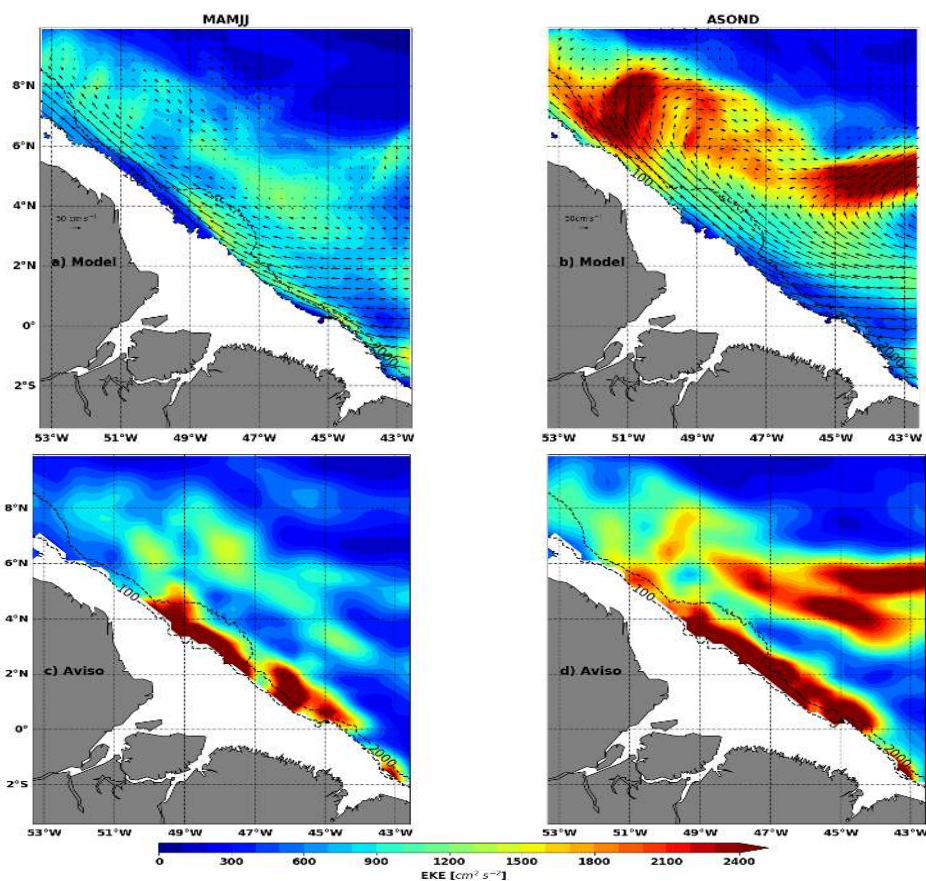 MAMJJ
ASOND
8°N
6°N
4°N
2°N
0°
2°S
100
100
50 cm s⁻¹
50cm s⁻¹
a) Model
b) Model
2000
53°W 51°W 49°W 47°W 45°W 43°W
53°W 51°W 49°W 47°W 45°W 43°W
8°N
6°N
4°N
2°N
0°
2°S
100
100
c) Aviso
d) Aviso
2000
2000
53°W 51°W 49°W 47°W 45°W 43°W
53°W 51°W 49°W 47°W 45°W 43°W
0 300 600 900 1200 1500 1800 2100 2400
EKE [cm² s⁻²]